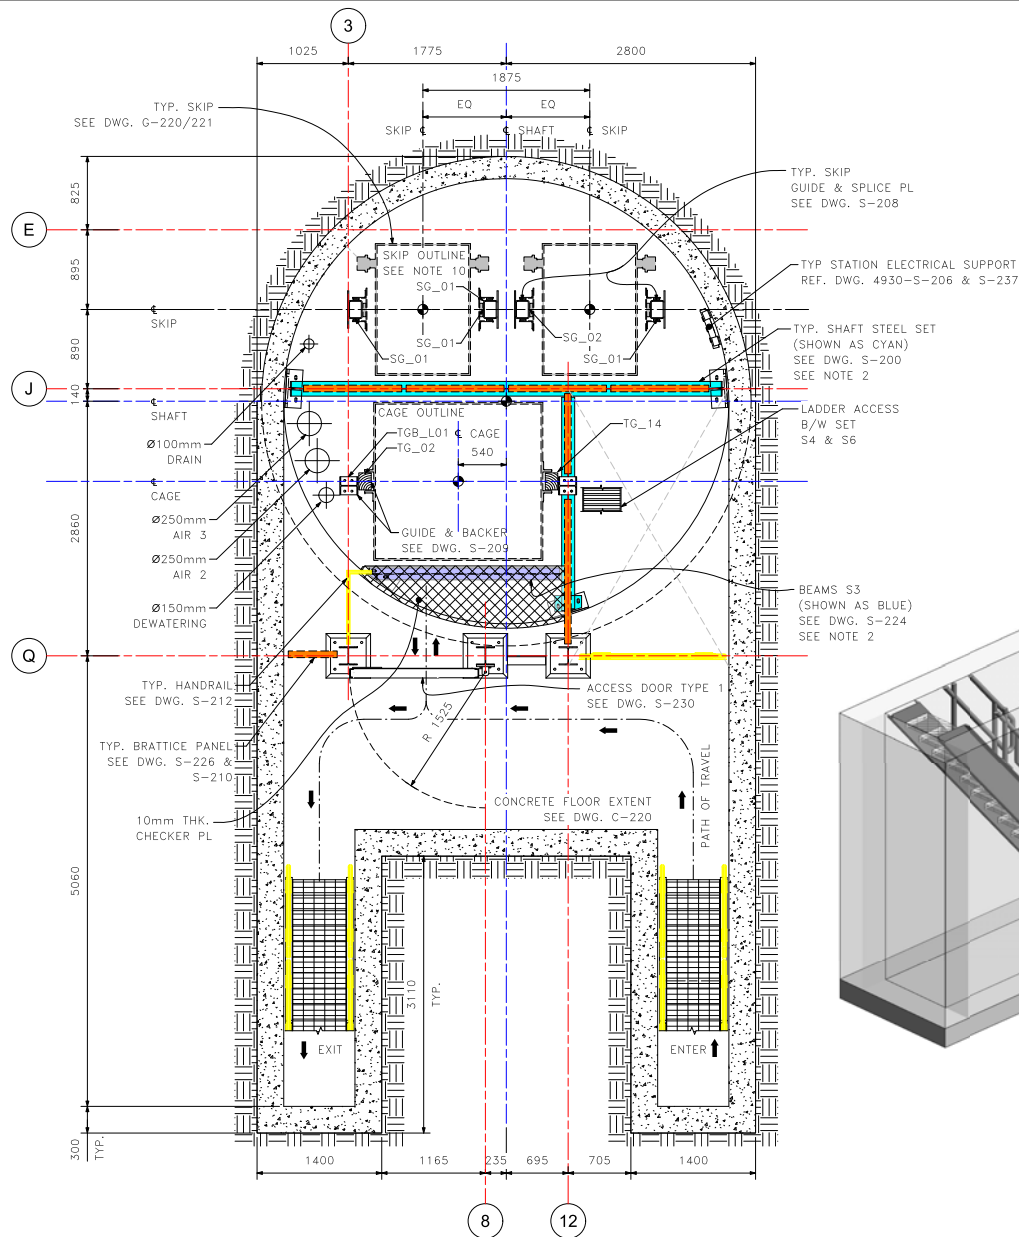 3
1025
1775
2800
1875
EQ
EQ
TYP. SKIP
SEE DWG. G-220/221
SKIP ℄
℄ SHAFT
℄ SKIP
TYP. SKIP
GUIDE & SPLICE PL
SEE DWG. S-208
825
E
895
SKIP OUTLINE
SEE NOTE 10
SG_01
TYP STATION ELECTRICAL SUPPORT
REF. DWG. 4930-S-206 & S-237
℄
SKIP
SG_01
SG_02
SG_01
SG_01
TYP. SHAFT STEEL SET
(SHOWN AS CYAN)
SEE DWG. S-200
SEE NOTE 2
890
J
140
℄
SHAFT
CAGE OUTLINE
TGB_L01
℄ CAGE
TG_02
540
TG_14
LADDER ACCESS
B/W SET
S4 & S6
Ø100mm
DRAIN
℄
CAGE
Ø250mm
AIR 3
GUIDE & BACKER
SEE DWG. S-209
2860
Ø250mm
AIR 2
Ø150mm
DEWATERING
BEAMS S3
(SHOWN AS BLUE)
SEE DWG. S-224
SEE NOTE 2
Q
TYP. HANDRAIL
SEE DWG. S-212
ACCESS DOOR TYPE 1
SEE DWG. S-230
R 1525
TYP. BRATTICE PANEL
SEE DWG. S-226 &
S-210
PATH OF TRAVEL
CONCRETE FLOOR EXTENT
SEE DWG. C-220
10mm THK.
CHECKER PL
5060
3110
TYP.
EXIT
ENTER
300
TYP.
1400
1165
235
695
705
1400
8
12